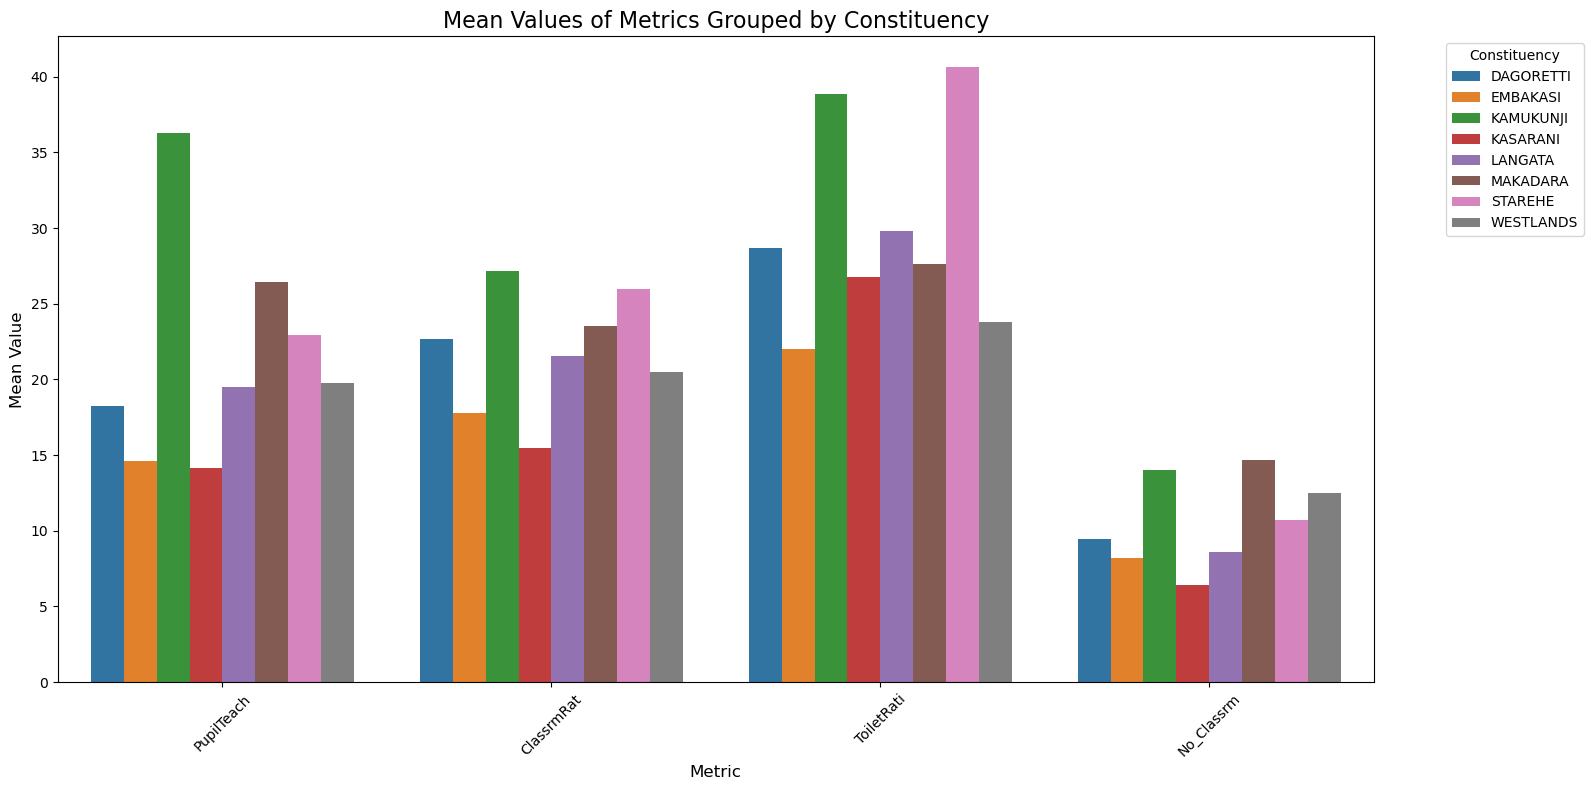 Mean Values of Metrics Grouped by Constituency
Mean Value
40
35
30
25
20
15
10
5
0
PupilTeach
ClassrmRat
ToiletRati
No_Classrm
Metric
Constituency
DAGORETTI
EMBAKASI
KAMUKUNJI
KASARANI
LANGATA
MAKADARA
STAREHE
WESTLANDS